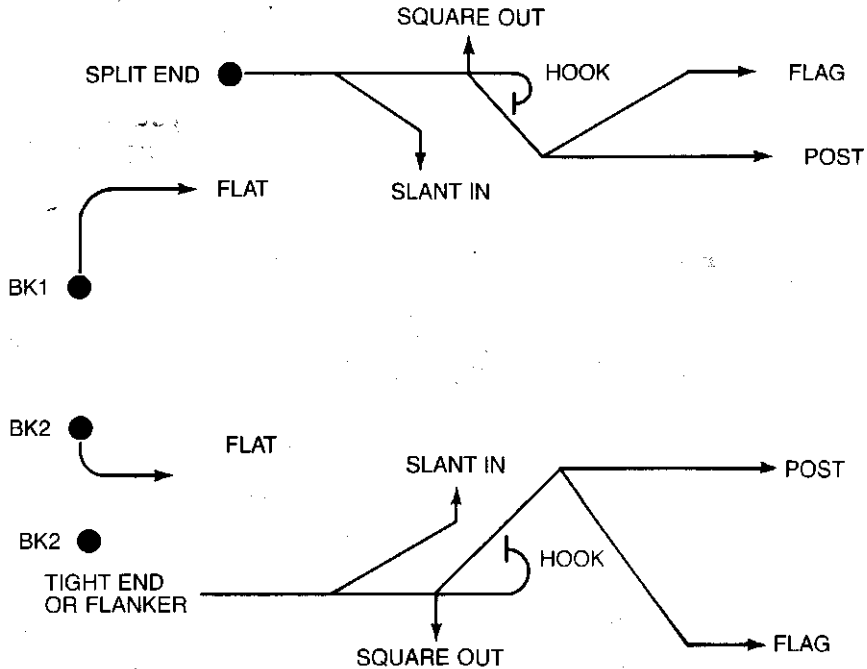 SQUARE OUT
SPLIT END
HOOK
FLAG
POST
SLANT IN
FLAT
BK1
BK2
FLAT
SLANT IN
POST
BK2
HOOK
TIGHT END
OR FLANKER
FLAG
SQUARE OUT